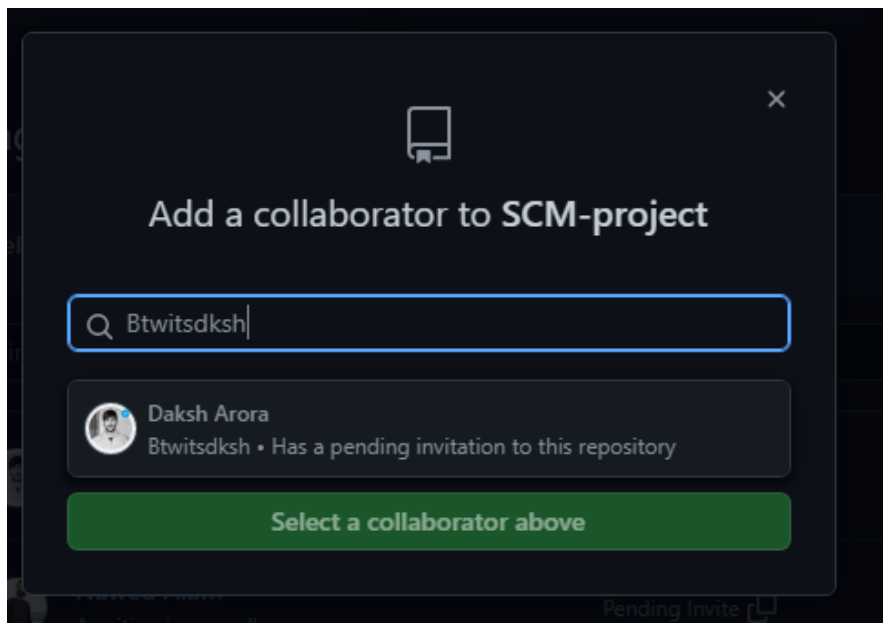 Add a collaborator to SCM-project
Btwitsdksh
Daksh Arora
Btwitsdksh • Has a pending invitation to this repository
Select a collaborator above
Pending Invite